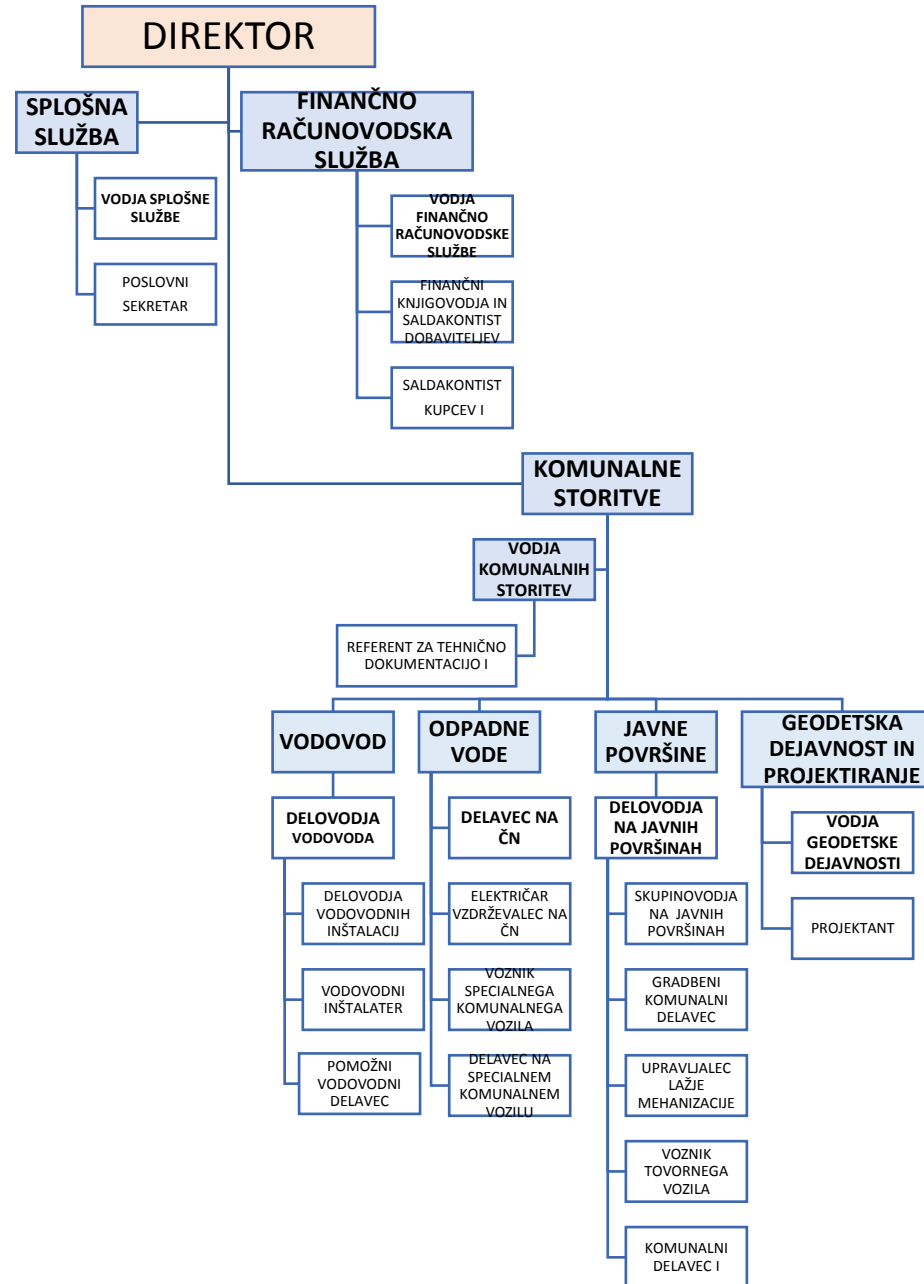 DIREKTOR
SPLOŠNA
SLUŽBA
FINANČNO
RAČUNOVODSKA
SLUŽBA
VODJA SPLOŠNE
SLUŽBE
POSLOVNI
SEKRETAR
VODJA
FINANČNO
RAČUNOVODSKE
SLUŽBE
FINANČNI
KNJIGOVODJA IN
SALDAKONTIST
DOBAVITELJEV
SALDAKONTIST
KUPCEV I
KOMUNALNE
STORITVE
VODJA
KOMUNALNIH
STORITEV
REFERENT ZA TEHNIČNO
DOKUMENTACIJO I
VODOVOD
DELOVODJA
VODOVODA
DELOVODJA
VODOVODNIH
INŠTALACIJ
VODOVODNI
INŠTALATER
POMOŽNI
VODOVODNI
DELAVEC
ODPADNE
VODE
DELAVEC NA
ČN
ELEKTRIČAR
VZDRŽEVALEC NA
ČN
VOZNIK
SPECIALNEGA
KOMUNALNEGA
VOZILA
DELAVEC NA
SPECIALNEM
KOMUNALNEM
VOZILU
JAVNE
POVRŠINE
DELOVODJA
NA JAVNIH
POVRŠINAH
SKUPINOVODJA
NA JAVNIH
POVRŠINAH
GRADBENI
KOMUNALNI
DELAVEC
UPRAVLJALEC
LAŽJE
MEHANIZACIJE
VOZNIK
TOVORNEGA
VOZILA
KOMUNALNI
DELAVEC I
GEODETSKA
DEJAVNOST IN
PROJEKTIRANJE
VODJA
GEODETSKE
DEJAVNOSTI
PROJEKTANT